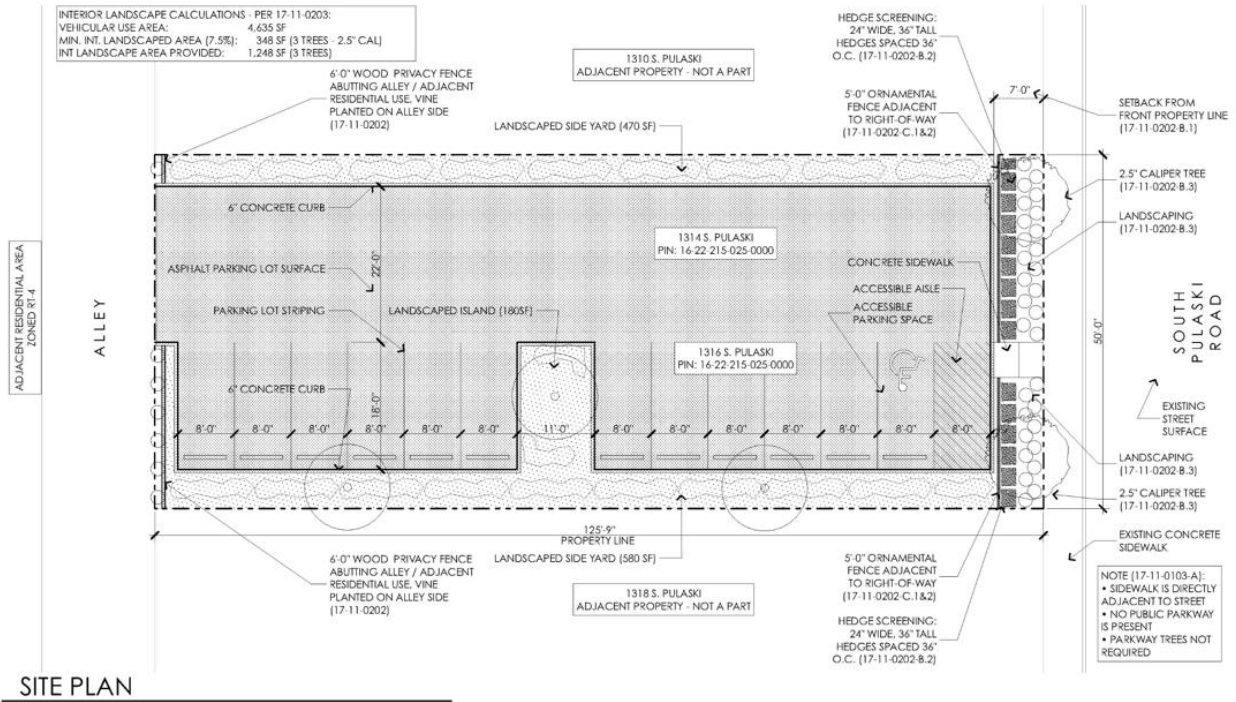 INTERIOR LANDSCAPE CALCULATIONS - PER 17-11-0203:
VEHICULAR USE AREA: 4,635 SF
MIN. INT. LANDSCAPED AREA (7.5%): 348 SF (3 TREES - 2.5" CAL)
INT LANDSCAPE AREA PROVIDED: 1,248 SF (3 TREES)
6'-0" WOOD PRIVACY FENCE
ABUTTING ALLEY / ADJACENT
RESIDENTIAL USE, VINE
PLANTED ON ALLEY SIDE
(17-11-0202)
1310 S. PULASKI
ADJACENT PROPERTY - NOT A PART
LANDSCAPED SIDE YARD (470 SF)
HEDGE SCREENING:
24" WIDE, 36" TALL
HEDGES SPACED 36"
O.C. (17-11-0202-B.2)
5'-0" ORNAMENTAL
FENCE ADJACENT
TO RIGHT-OF-WAY
(17-11-0202-C.1&2)
7'-0"
SETBACK FROM
FRONT PROPERTY LINE
(17-11-0202-B.1)
2.5" CALIPER TREE
(17-11-0202-B.3)
LANDSCAPING
(17-11-0202-B.3)
6" CONCRETE CURB
1314 S. PULASKI
PIN: 16-22-215-025-0000
ASPHALT PARKING LOT SURFACE
22'-0"
CONCRETE SIDEWALK
ACCESSIBLE AISLE
ACCESSIBLE
PARKING SPACE
PARKING LOT STRIPING
LANDSCAPED ISLAND (180SF)
1316 S. PULASKI
PIN: 16-22-215-025-0000
ADJACENT RESIDENTIAL AREA
ZONED RT-4
ALLEY
50'-0"
SOUTH
PULASKI
ROAD
EXISTING
STREET
SURFACE
6" CONCRETE CURB
18'-0"
8'-0" 8'-0" 8'-0" 8'-0" 8'-0" 8'-0" 11'-0" 8'-0" 8'-0" 8'-0" 8'-0" 8'-0" 8'-0" 8'-0"
LANDSCAPING
(17-11-0202-B.3)
2.5" CALIPER TREE
(17-11-0202-B.3)
125'-9"
PROPERTY LINE
EXISTING CONCRETE
SIDEWALK
6'-0" WOOD PRIVACY FENCE
ABUTTING ALLEY / ADJACENT
RESIDENTIAL USE, VINE
PLANTED ON ALLEY SIDE
(17-11-0202)
LANDSCAPED SIDE YARD (580 SF)
1318 S. PULASKI
ADJACENT PROPERTY - NOT A PART
5'-0" ORNAMENTAL
FENCE ADJACENT
TO RIGHT-OF-WAY
(17-11-0202-C.1&2)
HEDGE SCREENING:
24" WIDE, 36" TALL
HEDGES SPACED 36"
O.C. (17-11-0202-B.2)
NOTE (17-11-0103-A):
• SIDEWALK IS DIRECTLY
ADJACENT TO STREET
• NO PUBLIC PARKWAY
IS PRESENT
• PARKWAY TREES NOT
REQUIRED
SITE PLAN